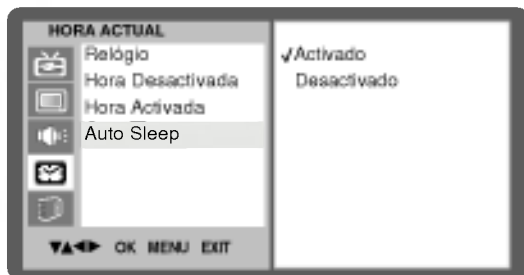 HORA ACTUAL
Relógio
Hora Desactivada
Hora Activada
Auto Sleep
√Activado
Desactivado
▼▲◀▶ OK MENU EXIT